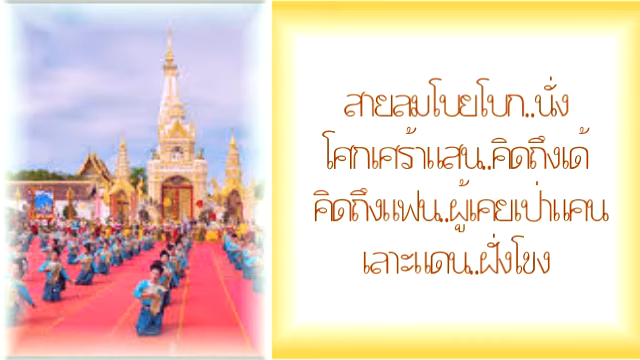 สายลมโบยโบก..นั่ง
โศกเศร้าแสน..คิดถึงเด้
คิดถึงแฟน..ผู้เคยเป่าแคน
เลาะแดน..ฝั่งโขง